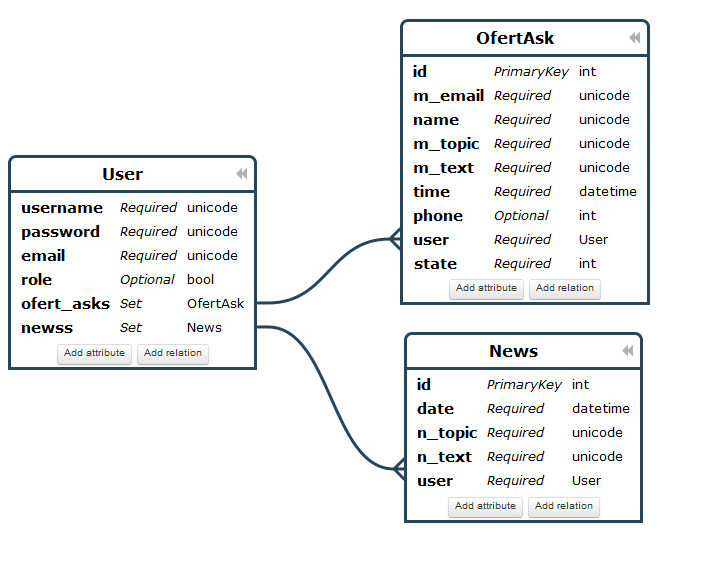 User
username Required unicode
password Required unicode
email Required unicode
role Optional bool
ofert_asks Set OfertAsk
newss Set News
Add attribute Add relation
OfertAsk
id PrimaryKey int
m_email Required unicode
name Required unicode
m_topic Required unicode
m_text Required unicode
time Required datetime
phone Optional int
user Required User
state Required int
Add attribute Add relation
News
id PrimaryKey int
date Required datetime
n_topic Required unicode
n_text Required unicode
user Required User
Add attribute Add relation